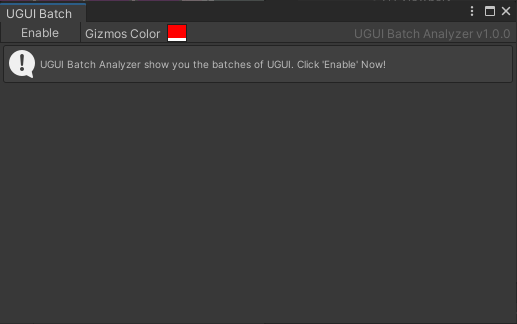 UGUI Batch
Enable Gizmos Color UGUI Batch Analyzer v1.0.0
UGUI Batch Analyzer show you the batches of UGUI. Click 'Enable' Now!